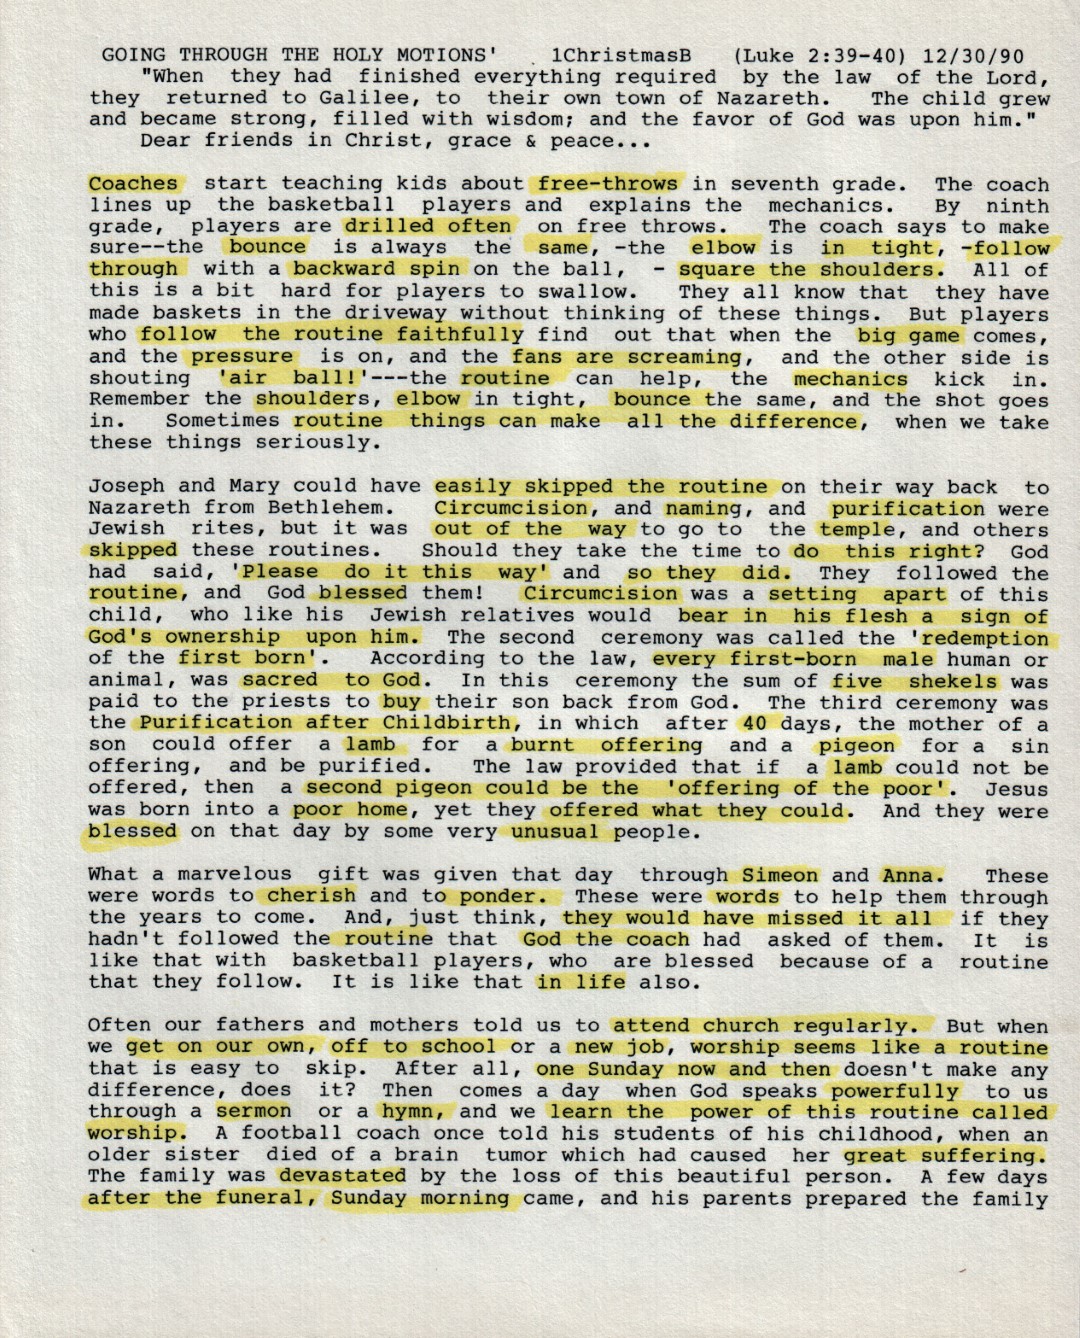 GOING THROUGH THE HOLY MOTIONS' . 1ChristmasB (Luke 2:39-40) 12/30/90
"When they had finished everything required by the law of the Lord,
they returned to Galilee, to their own town of Nazareth. The child grew
and became strong, filled with wisdom; and the favor of God was upon him."
Dear friends in Christ, grace & peace...
Coaches start teaching kids about free-throws in seventh grade. The coach
lines up the basketball players and explains the mechanics. By ninth
grade, players are drilled often on free throws. The coach says to make
sure--the bounce is always the same, -the elbow is in tight, -follow
through with a backward spin on the ball, - square the shoulders. All of
this is a bit hard for players to swallow. They all know that they have
made baskets in the driveway without thinking of these things. But players
who follow the routine faithfully find out that when the big game comes,
and the pressure is on, and the fans are screaming, and the other side is
shouting 'air ball!'---the routine can help, the mechanics kick in.
Remember the shoulders, elbow in tight, bounce the same, and the shot goes
in. Sometimes routine things can make all the difference, when we take
these things seriously.
Joseph and Mary could have easily skipped the routine on their way back to
Nazareth from Bethlehem. Circumcision, and naming, and purification were
Jewish rites, but it was out of the way to go to the temple, and others
skipped these routines. Should they take the time to do this right? God
had said, 'Please do it this way' and so they did. They followed the
routine, and God blessed them! Circumcision was a setting apart of this
child, who like his Jewish relatives would bear in his flesh a sign of
God's ownership upon him. The second ceremony was called the 'redemption
of the first born'. According to the law, every first-born male human or
animal, was sacred to God. In this ceremony the sum of five shekels was
paid to the priests to buy their son back from God. The third ceremony was
the Purification after Childbirth, in which after 40 days, the mother of a
son could offer a lamb for a burnt offering and a pigeon for a sin
offering, and be purified. The law provided that if a lamb could not be
offered, then a second pigeon could be the 'offering of the poor'. Jesus
was born into a poor home, yet they offered what they could. And they were
blessed on that day by some very unusual people.
What a marvelous gift was given that day through Simeon and Anna. These
were words to cherish and to ponder. These were words to help them through
the years to come. And, just think, they would have missed it all if they
hadn't followed the routine that God the coach had asked of them. It is
like that with basketball players, who are blessed because of a routine
that they follow. It is like that in life also.
Often our fathers and mothers told us to attend church regularly. But when
we get on our own, off to school or a new job, worship seems like a routine
that is easy to skip. After all, one Sunday now and then doesn't make any
difference, does it? Then comes a day when God speaks powerfully to us
through a sermon or a hymn, and we learn the power of this routine called
worship. A football coach once told his students of his childhood, when an
older sister died of a brain tumor which had caused her great suffering.
The family was devastated by the loss of this beautiful person. A few days
after the funeral, Sunday morning came, and his parents prepared the family